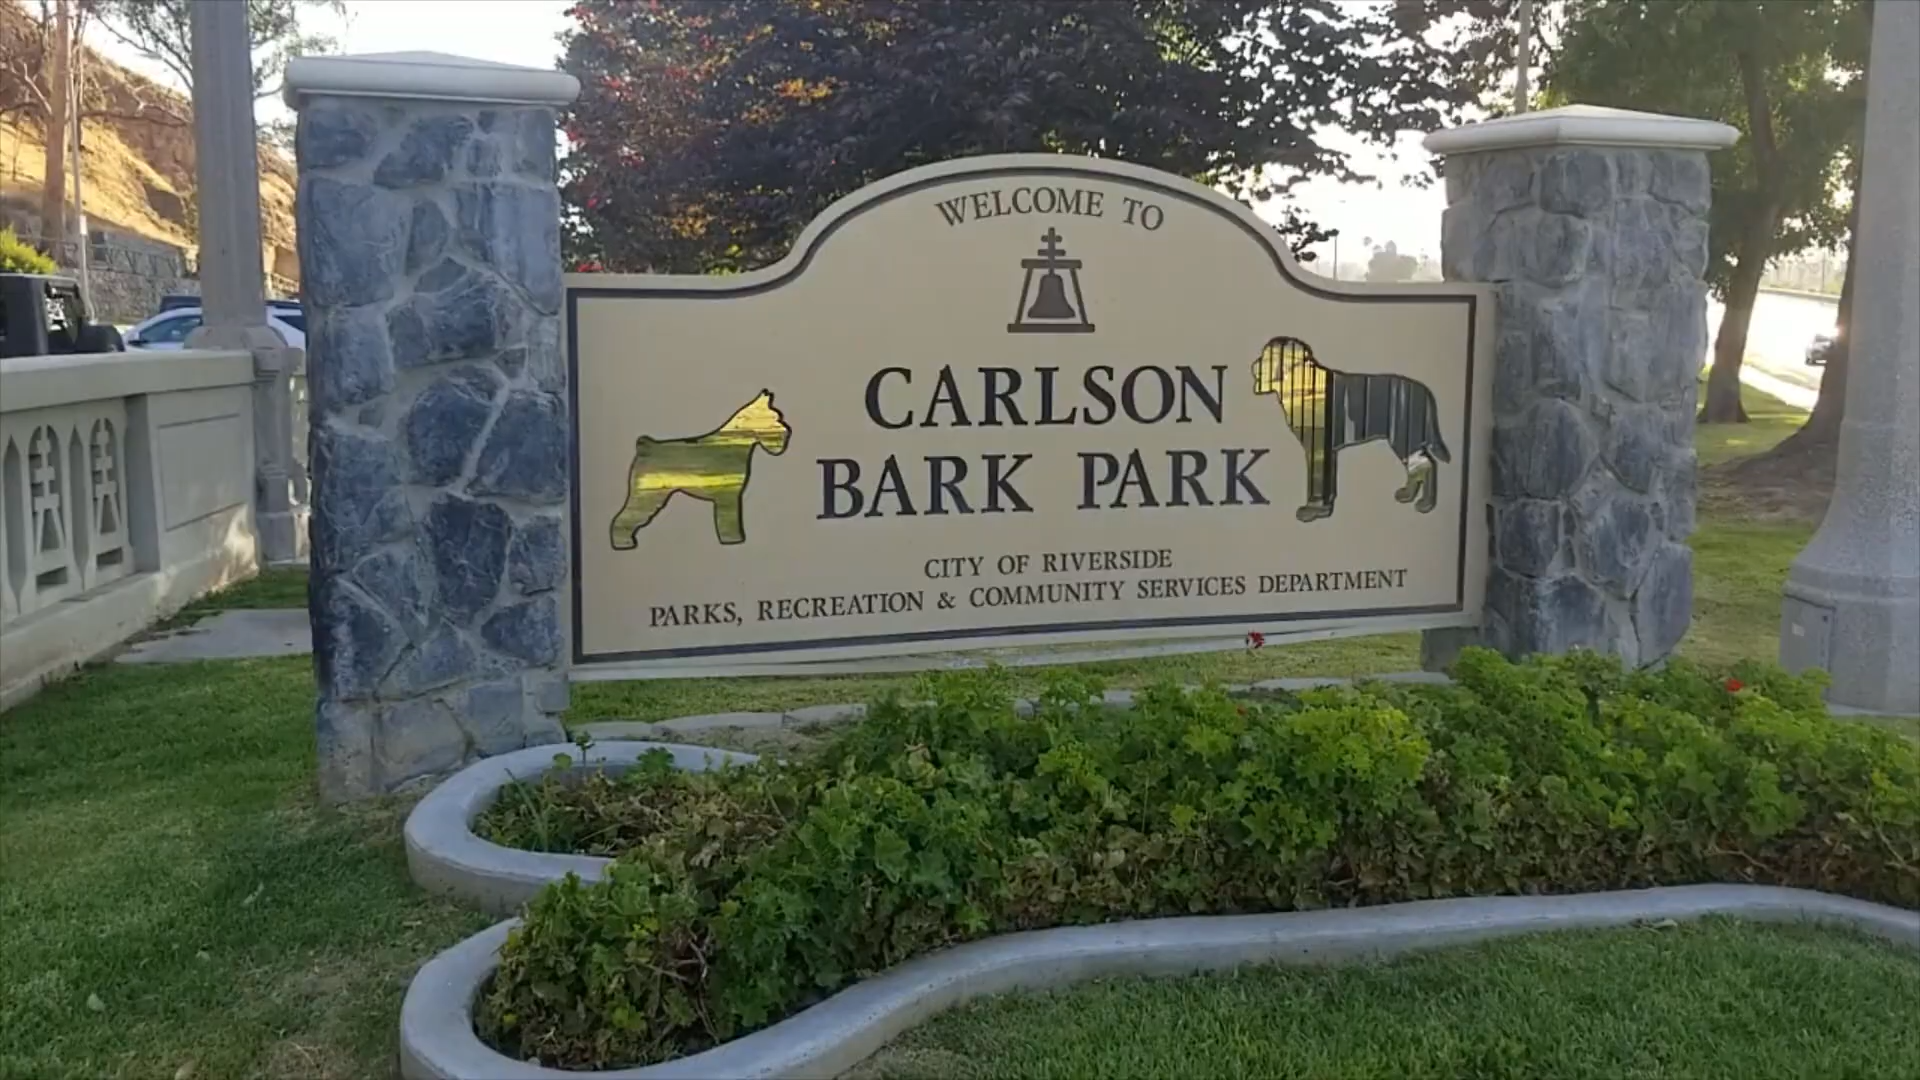 WELCOME TO
CARLSON
BARK PARK
CITY OF RIVERSIDE
PARKS, RECREATION & COMMUNITY SERVICES DEPARTMENT